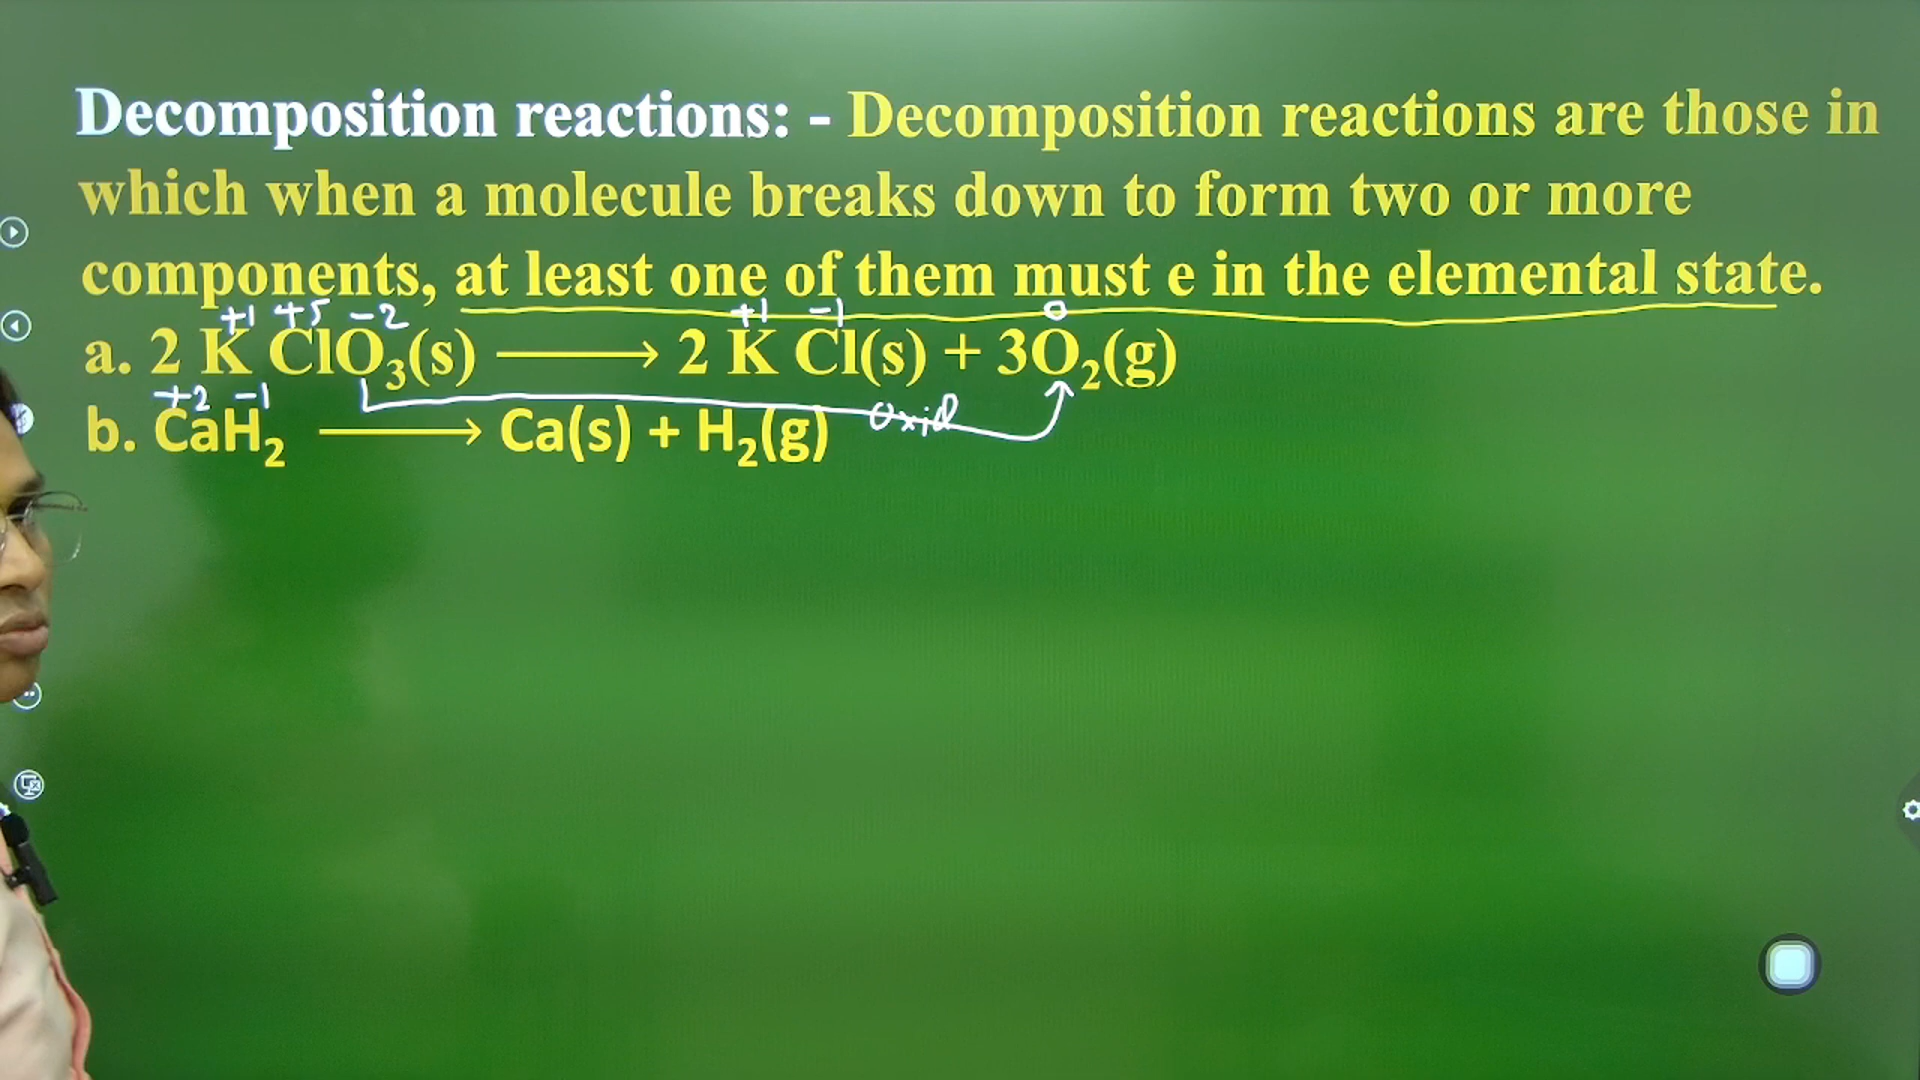 Decomposition reactions: - Decomposition reactions are those in
which when a molecule breaks down to form two or more
components, at least one of them must e in the elemental state.
+1 +5 -2 +1 -1 0
a. 2 K ClO₃(s) ⟶ 2 K Cl(s) + 3O₂(g)
+2 -1
b. CaH₂ ⟶ Ca(s) + H₂(g) oxid